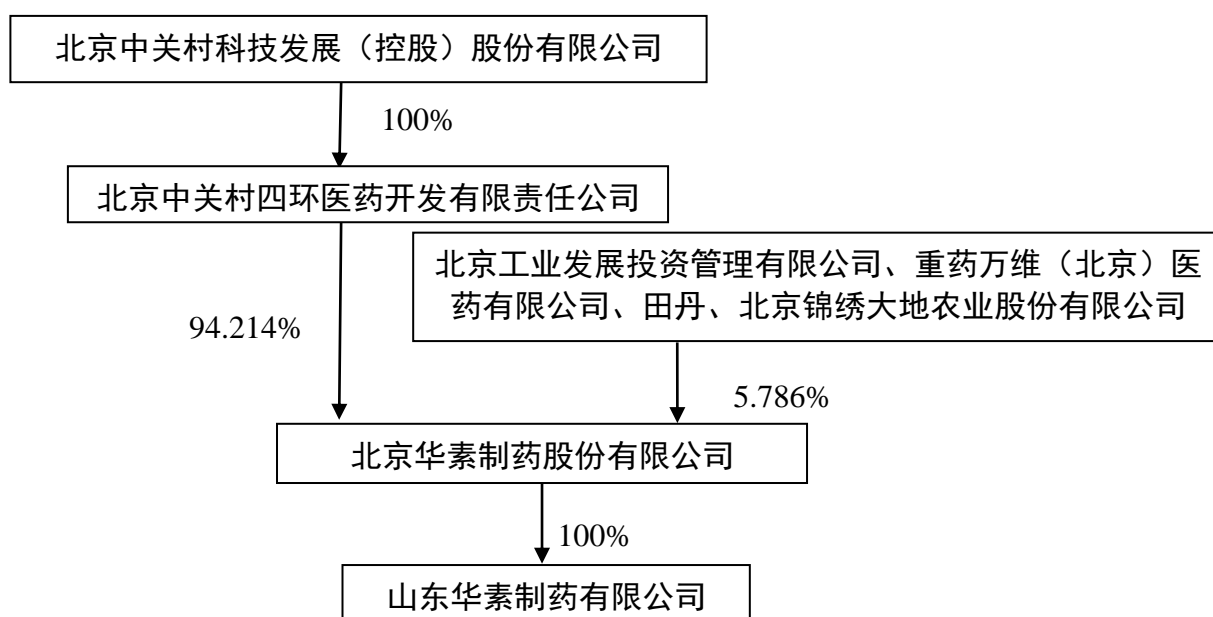 北京中关村科技发展（控股）股份有限公司
100%
北京中关村四环医药开发有限责任公司
北京工业发展投资管理有限公司、重药万维（北京）医
药有限公司、田丹、北京锦绣大地农业股份有限公司
94.214%
5.786%
北京华素制药股份有限公司
100%
山东华素制药有限公司